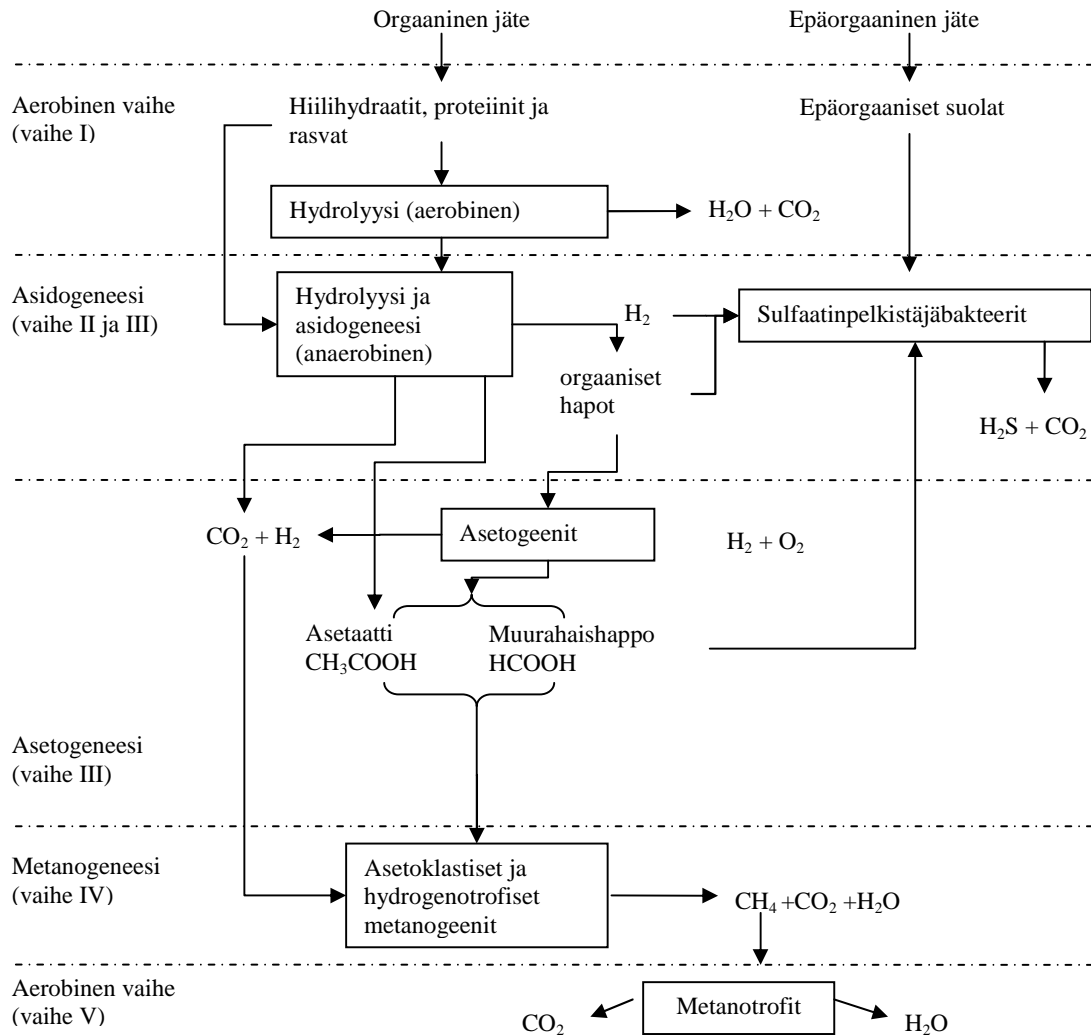 Orgaaninen jäte
Epäorgaaninen jäte
Aerobinen vaihe
(vaihe I)
Hiilihydraatit, proteiinit ja
rasvat
Epäorgaaniset suolat
Hydrolyysi (aerobinen)
H₂O + CO₂
Asidogeneesi
(vaihe II ja III)
Hydrolyysi ja
asidogeneesi
(anaerobinen)
H₂
Sulfaatinpelkistäjäbakteerit
orgaaniset
hapot
H₂S + CO₂
CO₂ + H₂
Asetogeenit
H₂ + O₂
Asetaatti
CH₃COOH
Muurahaishappo
HCOOH
Asetogeneesi
(vaihe III)
Metanogeneesi
(vaihe IV)
Asetoklastiset ja
hydrogenotrofiset
metanogeenit
CH₄ +CO₂ +H₂O
Aerobinen vaihe
(vaihe V)
Metanotrofit
CO₂
H₂O